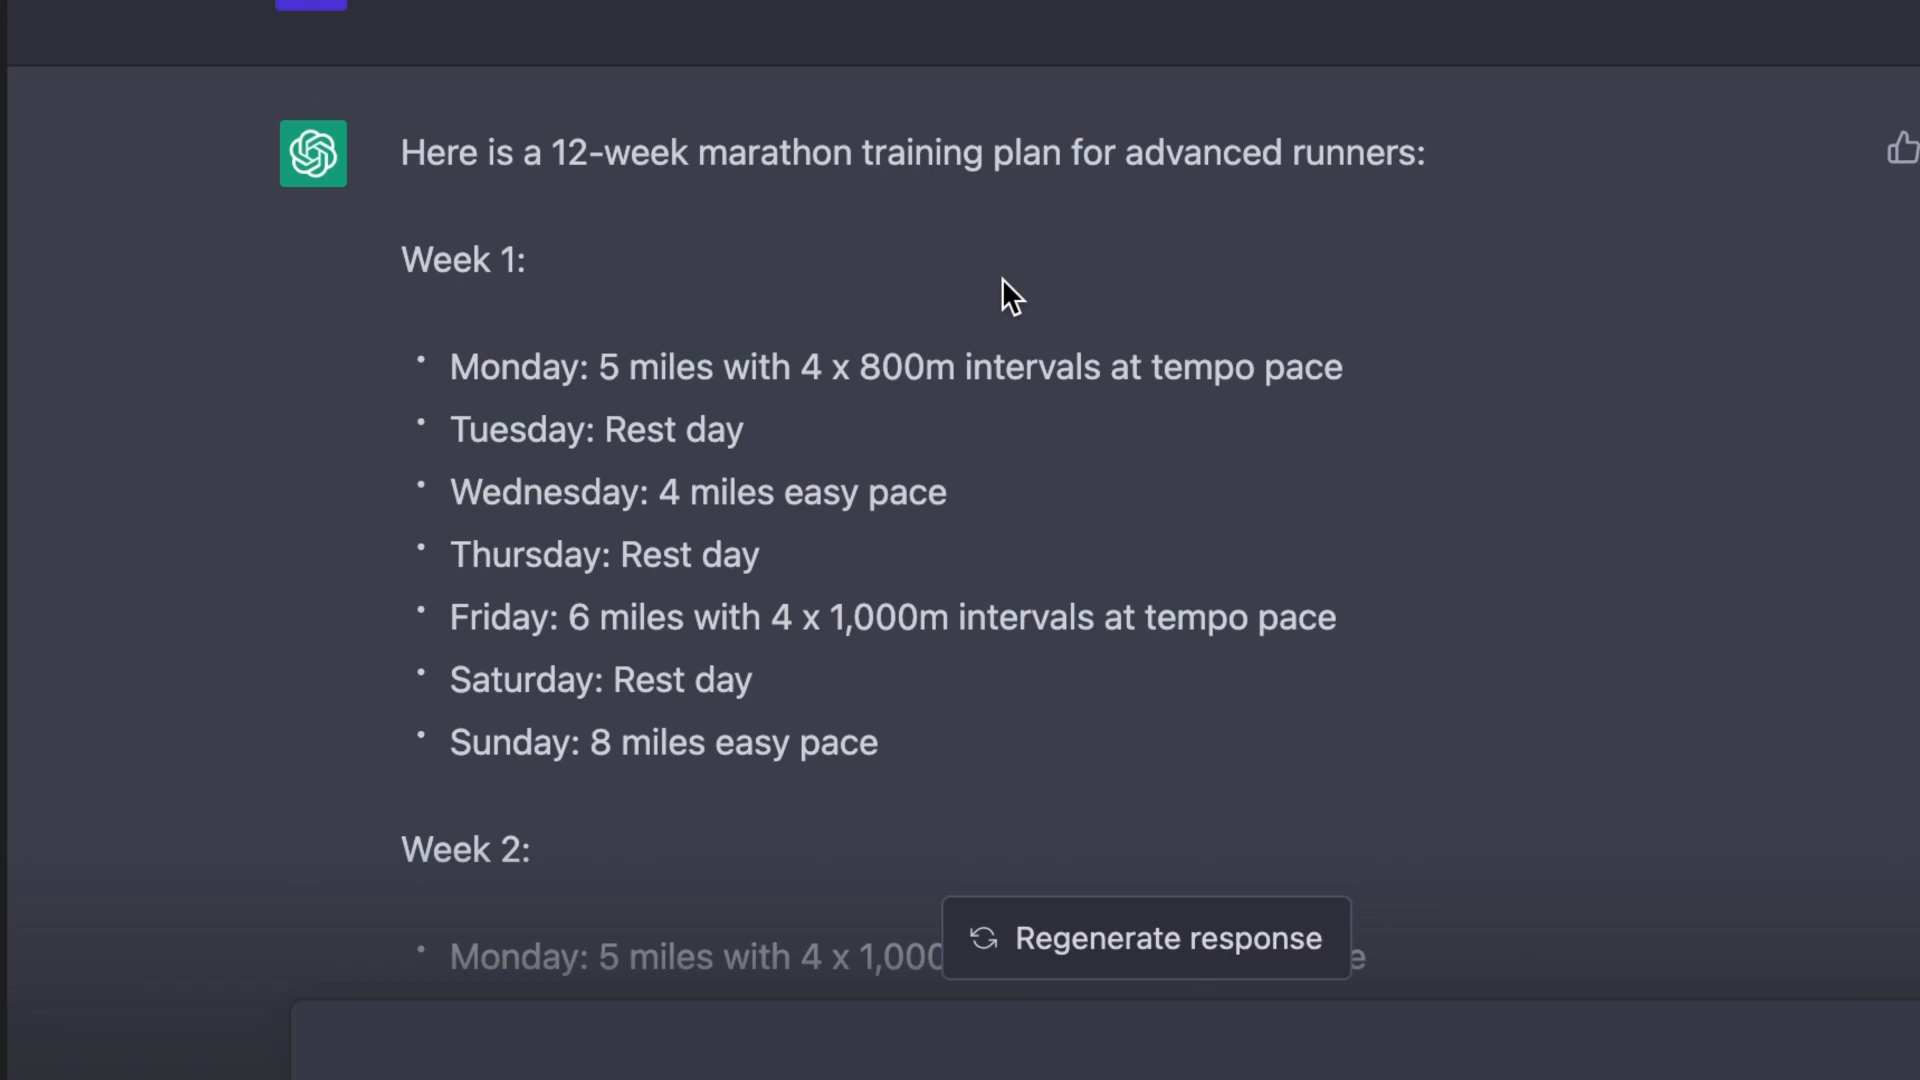 Here is a 12-week marathon training plan for advanced runners:
Week 1:
• Monday: 5 miles with 4 x 800m intervals at tempo pace
• Tuesday: Rest day
• Wednesday: 4 miles easy pace
• Thursday: Rest day
• Friday: 6 miles with 4 x 1,000m intervals at tempo pace
• Saturday: Rest day
• Sunday: 8 miles easy pace
Week 2:
• Monday: 5 miles with 4 x 1,000
Regenerate response